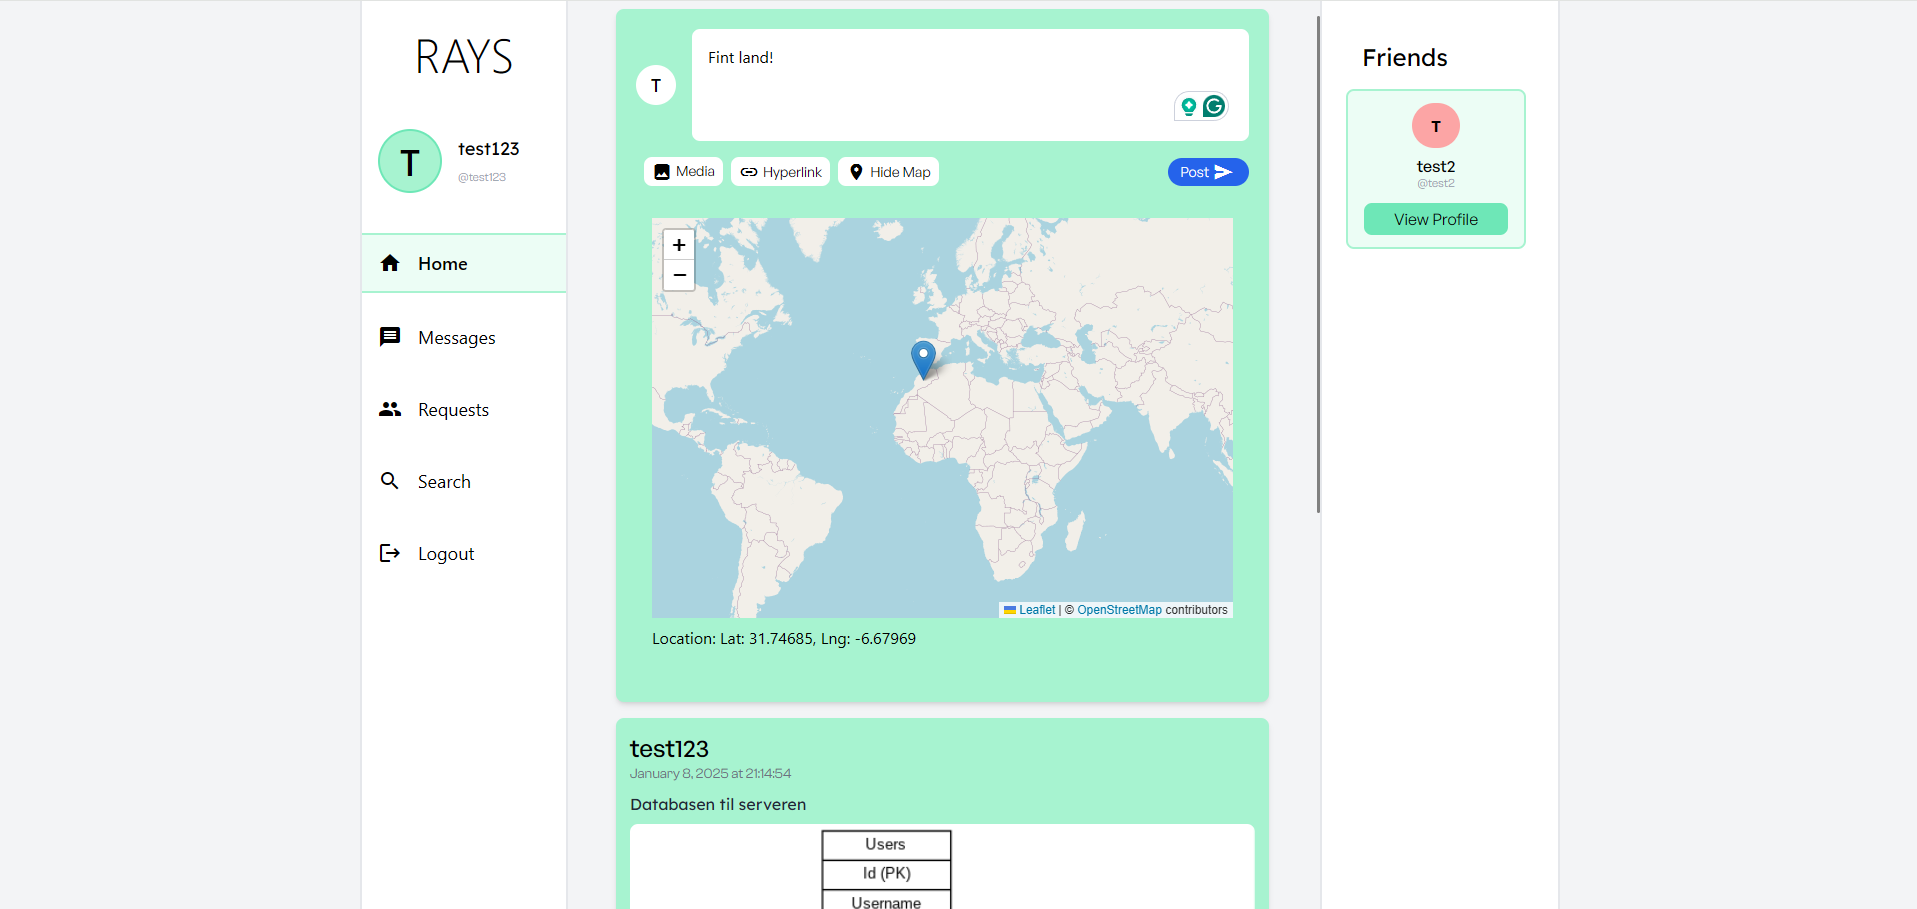 RAYS
T
test123
@test123
Home
Messages
Requests
Search
Logout
T
Fint land!
Media
Hyperlink
Hide Map
Post
+
−
Leaflet | © OpenStreetMap contributors
Location: Lat: 31.74685, Lng: -6.67969
test123
January 8, 2025 at 21:14:54
Databasen til serveren
Users
Id (PK)
Username
Friends
T
test2
@test2
View Profile